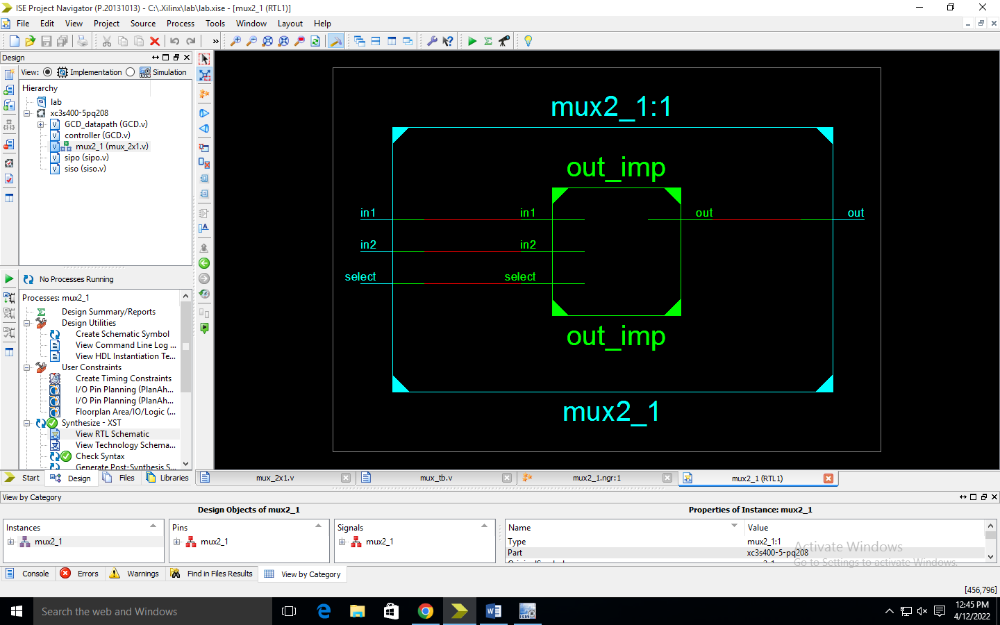 ISE Project Navigator (P.20131013) - C:\.Xilinx\lab\lab.xise - [mux2_1 (RTL1)]
File Edit View Project Source Process Tools Window Layout Help
Design
View: Implementation Simulation
Hierarchy
lab
xc3s400-5pq208
GCD_datapath (GCD.v)
controller (GCD.v)
mux2_1 (mux_2x1.v)
sipo (sipo.v)
siso (siso.v)
No Processes Running
Processes: mux2_1
Design Summary/Reports
Design Utilities
Create Schematic Symbol
View Command Line Log ...
View HDL Instantiation Te...
User Constraints
Create Timing Constraints
I/O Pin Planning (PlanAh...
I/O Pin Planning (PlanAh...
Floorplan Area/IO/Logic (...
Synthesize - XST
View RTL Schematic
View Technology Schema...
Check Syntax
Generate Post-Synthesis S...
Start Design Files Libraries
mux2_1:1
out_imp
in1 in1 out out
in2 in2
select select
out_imp
mux2_1
mux_2x1.v mux_tb.v mux2_1.ngr:1 mux2_1 (RTL1)
View by Category
Design Objects of mux2_1 Properties of Instance: mux2_1
Instances Pins Signals Name Value
mux2_1 mux2_1 mux2_1 Type mux2_1:1
Part xc3s400-5-pq208
Activate Windows
Go to Settings to activate Windows.
Console Errors Warnings Find in Files Results View by Category
[456,796]
Search the web and Windows
12:45 PM
4/12/2022